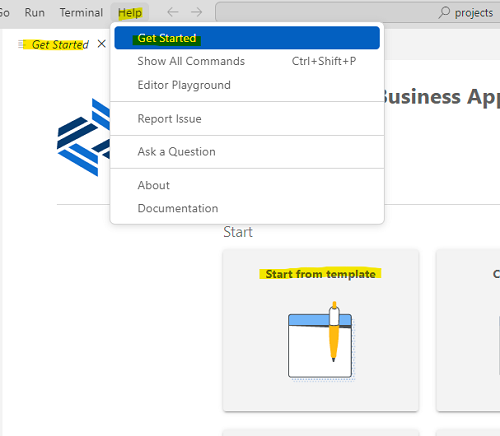 Go Run Terminal Help projects
Get Started
Get Started
Show All Commands Ctrl+Shift+P
Editor Playground
Report Issue
Ask a Question
About
Documentation
Business App
Start
Start from template
C